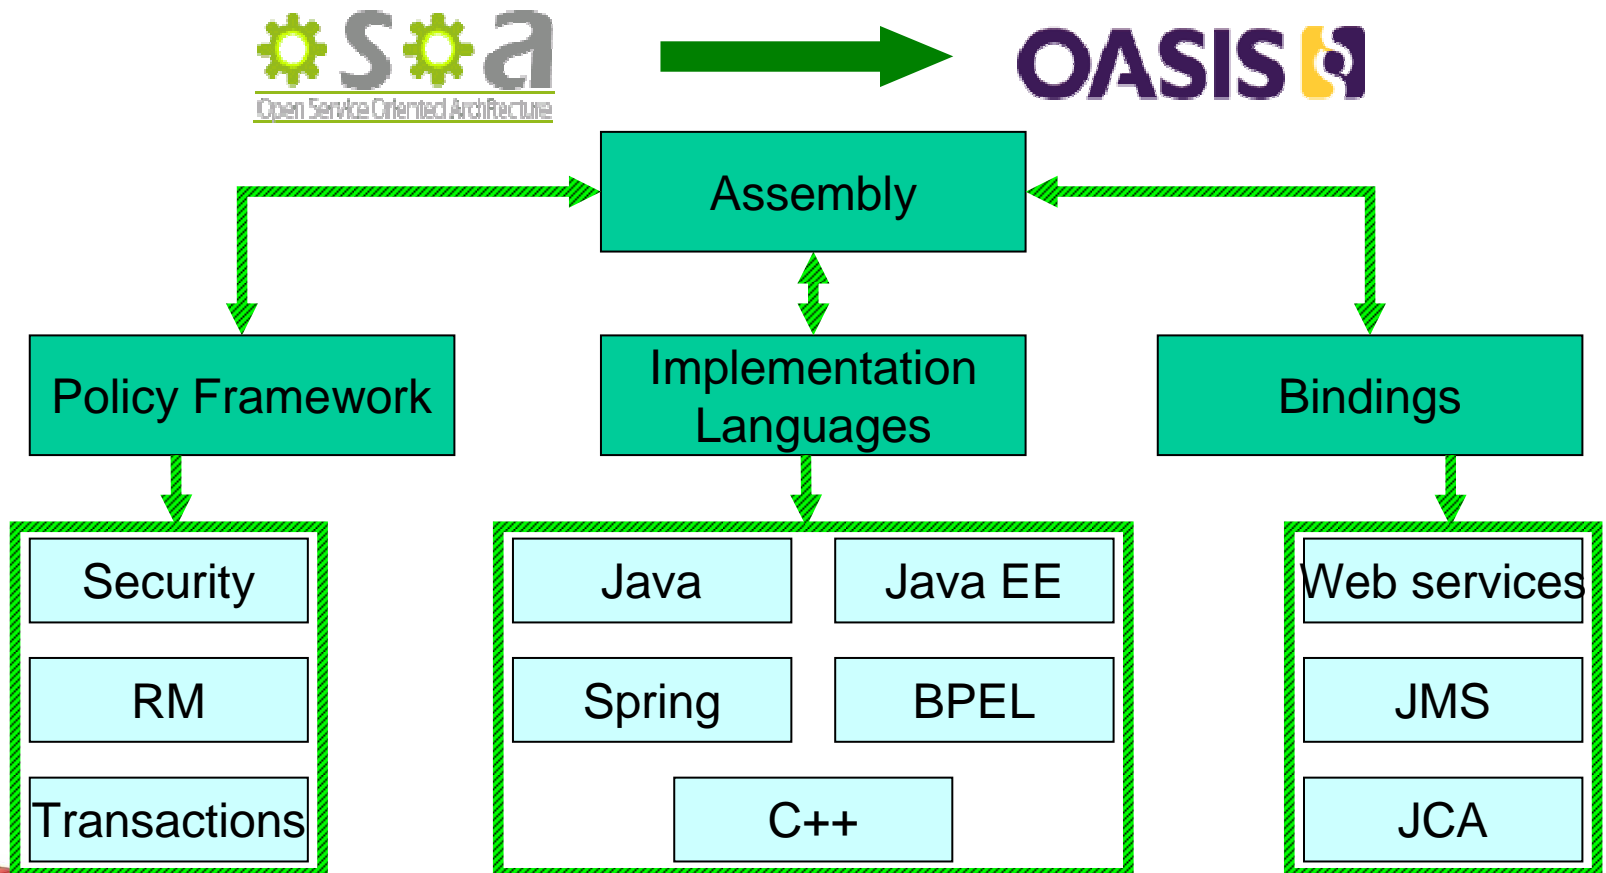 osoa
OASIS
Open Service Oriented Architecture
Assembly
Policy Framework
Implementation
Languages
Bindings
Security
Java
Java EE
Web services
RM
Spring
BPEL
JMS
Transactions
C++
JCA